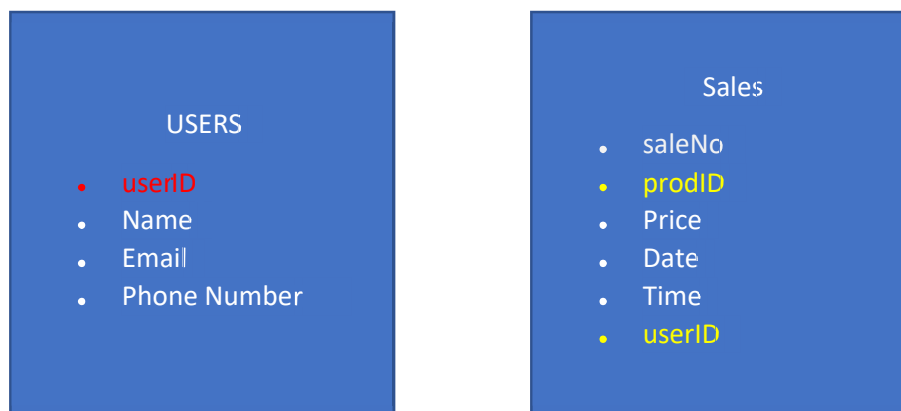 USERS
userID
Name
Email
Phone Number
Sales
saleNo
prodID
Price
Date
Time
userID